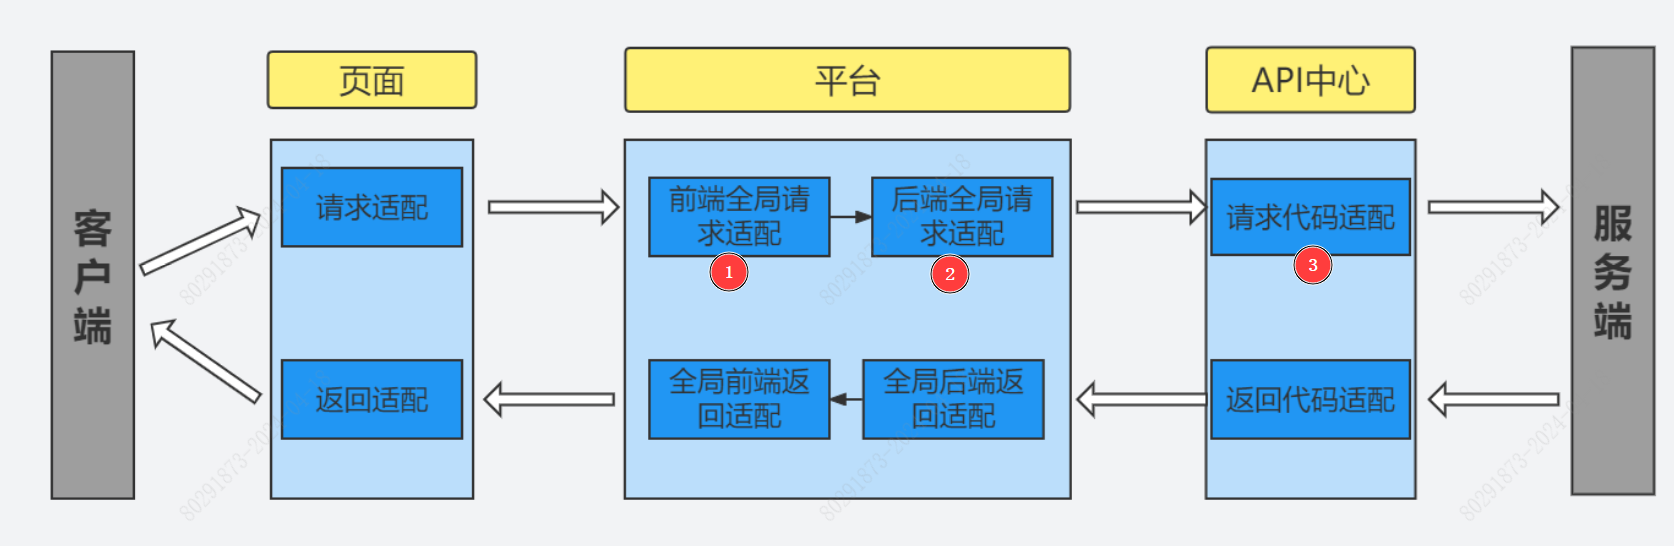 页面
平台
API中心
客
户
端
服
务
端
请求适配
前端全局请
求适配
后端全局请
求适配
请求代码适配
1
2
3
返回适配
全局前端返
回适配
全局后端返
回适配
返回代码适配